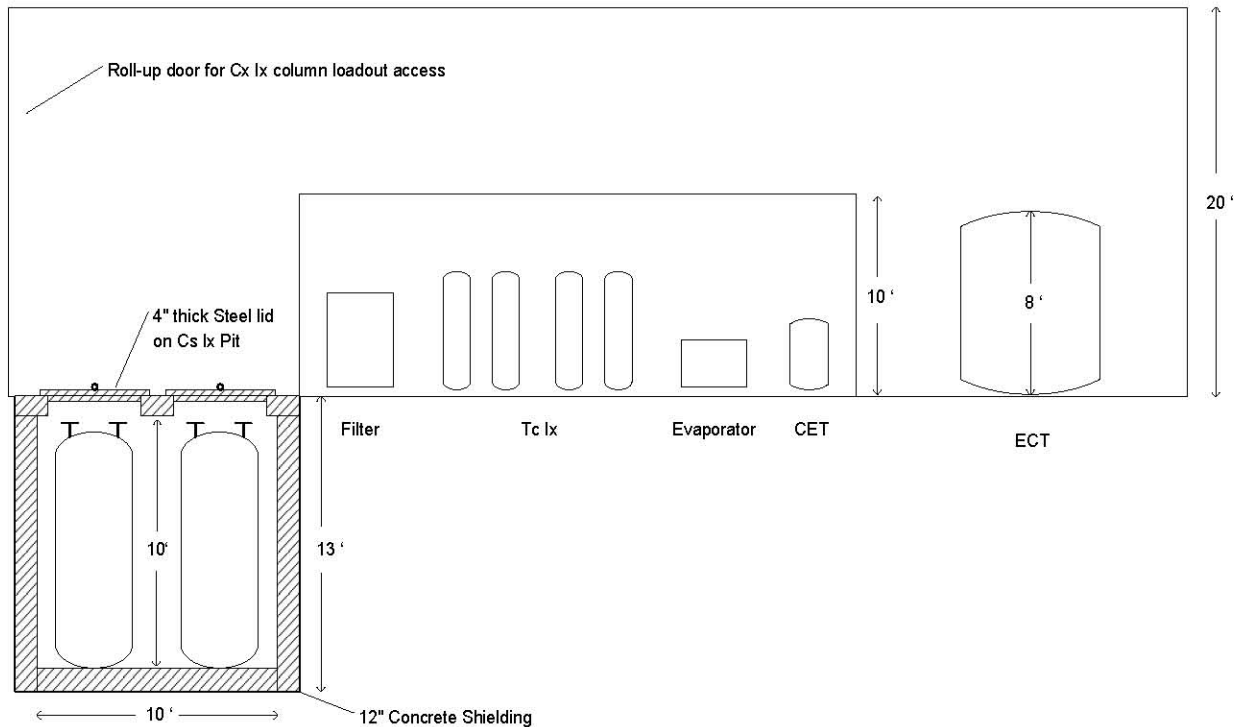 Roll-up door for Cx Ix column loadout access
20 ‘
4" thick Steel lid
on Cs Ix Pit
10 ‘
8 ‘
Filter
Tc Ix
Evaporator
CET
ECT
10‘
13 ‘
10 ‘
12" Concrete Shielding